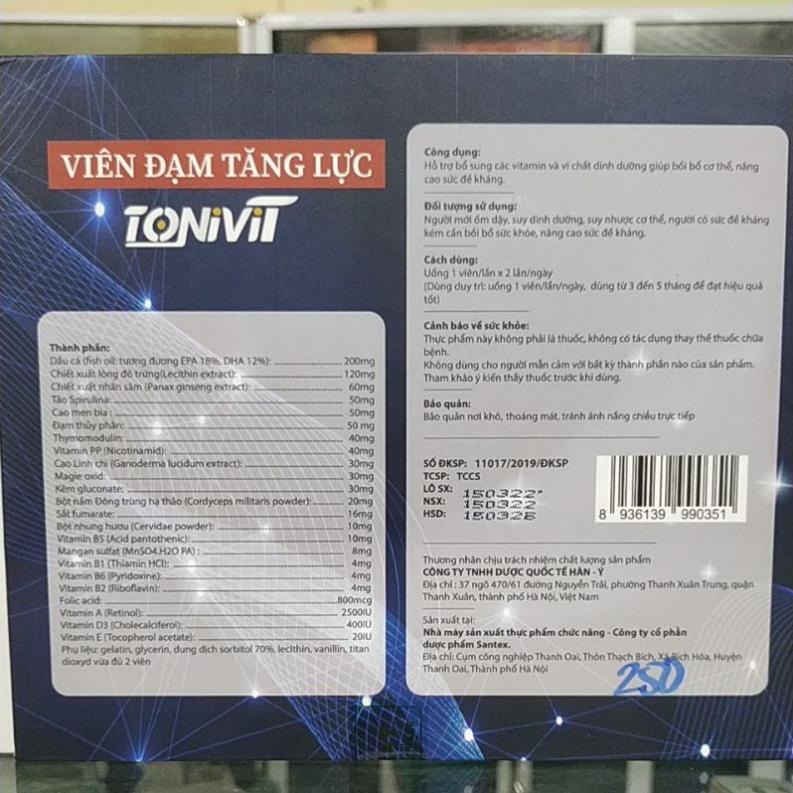 VIÊN ĐẠM TĂNG LỰC
TONiViT
Thành phần:
Dầu cá (fish oil: tương đương EPA 18%, DHA 12%): 200mg
Chiết xuất lòng đỏ trứng(Lecithin extract): 120mg
Chiết xuất nhân sâm (Panax ginseng extract): 60mg
Tảo Spirulina: 50mg
Cao men bia : 50mg
Đạm thủy phân: 50 mg
Thymomodulin: 40mg
Vitamin PP (Nicotinamid): 40mg
Cao Linh chi (Ganoderma lucidum extract): 30mg
Magie oxid: 30mg
Kẽm gluconate: 30mg
Bột nấm Đông trùng hạ thảo (Cordyceps militaris powder): 20mg
Sắt fumarate: 16mg
Bột nhung hươu (Cervidae powder): 10mg
Vitamin B5 (Acid pantothenic): 10mg
Mangan sulfat (MnSO4.H2O PA) : 8mg
Vitamin B1 (Thiamin HCl): 4mg
Vitamin B6 (Pyridoxine): 4mg
Vitamin B2 (Riboflavin): 4mg
Folic acid: 800mcg
Vitamin A (Retinol): 2500IU
Vitamin D3 (Cholecalciferol): 400IU
Vitamin E (Tocopherol acetate): 20IU
Phụ liệu: gelatin, glycerin, dung dịch sorbitol 70%, lecithin, vanillin, titan
dioxyd vừa đủ 2 viên
Công dụng:
Hỗ trợ bổ sung các vitamin và vi chất dinh dưỡng giúp bồi bổ cơ thể, nâng
cao sức đề kháng.
Đối tượng sử dụng:
Người mới ốm dậy, suy dinh dưỡng, suy nhược cơ thể, người có sức đề kháng
kém cần bồi bổ sức khỏe, nâng cao sức đề kháng.
Cách dùng:
Uống 1 viên/lần x 2 lần/ngày
(Dùng duy trì: uống 1 viên/lần/ngày, dùng từ 3 đến 5 tháng để đạt hiệu quả
tốt)
Cảnh báo về sức khỏe:
Thực phẩm này không phải là thuốc, không có tác dụng thay thế thuốc chữa
bệnh.
Không dùng cho người mẫn cảm với bất kỳ thành phần nào của sản phẩm.
Tham khảo ý kiến thầy thuốc trước khi dùng.
Bảo quản:
Bảo quản nơi khô, thoáng mát, tránh ánh nắng chiếu trực tiếp
SỐ ĐKSP: 11017/2019/ĐKSP
TCSP: TCCS
LÔ SX: 150322
NSX: 150322
HSD: 150325
8 936139 990351
Thương nhân chịu trách nhiệm chất lượng sản phẩm
CÔNG TY TNHH DƯỢC QUỐC TẾ HÀN - Ý
Địa chỉ : 37 ngõ 470/61 đường Nguyễn Trãi, phường Thanh Xuân Trung, quận
Thanh Xuân, thành phố Hà Nội, Việt Nam
Sản xuất tại:
Nhà máy sản xuất thực phẩm chức năng - Công ty cổ phần
dược phẩm Santex.
Địa chỉ: Cụm công nghiệp Thanh Oai, Thôn Thạch Bích, Xã Bích Hòa, Huyện
Thanh Oai, Thành phố Hà Nội
250